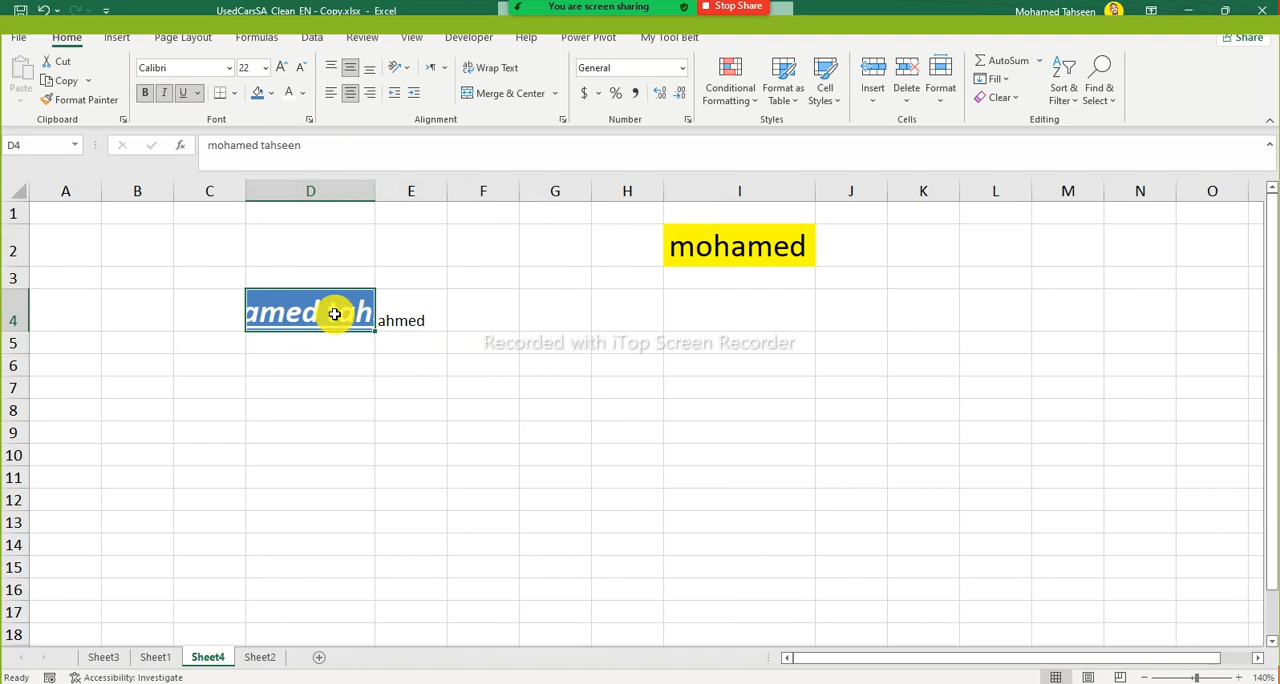 UsedCarsSA_Clean_EN - Copy.xlsx - Excel
You are screen sharing
Stop Share
Mohamed Tahseen
File Home Insert Page Layout Formulas Data Review View Developer Help Power Pivot My Tool Belt
Share
Paste
Cut
Copy
Format Painter
Clipboard
Calibri 22
B I U
Font
Wrap Text
Merge & Center
Alignment
General
$ % 9
Number
Conditional Formatting
Format as Table
Cell Styles
Styles
Insert Delete Format
Cells
AutoSum
Fill
Clear
Sort & Filter
Find & Select
Editing
D4
fx
mohamed tahseen
A B C D E F G H I J K L M N O
1
2 mohamed
3
4 amed tah ahmed
Recorded with iTop Screen Recorder
5
6
7
8
9
10
11
12
13
14
15
16
17
18
Sheet3 Sheet1 Sheet4 Sheet2
Ready Accessibility: Investigate
140%